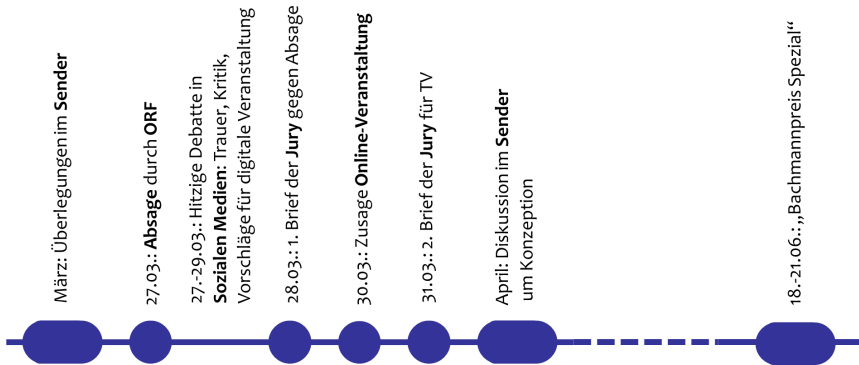 März: Überlegungen im Sender
27.03.: Absage durch ORF
27.-29.03.: Hitzige Debatte in
Sozialen Medien: Trauer, Kritik,
Vorschläge für digitale Veranstaltung
28.03.: 1. Brief der Jury gegen Absage
30.03.: Zusage Online-Veranstaltung
31.03.: 2. Brief der Jury für TV
April: Diskussion im Sender
um Konzeption
18.-21.06.: „Bachmannpreis Spezial“